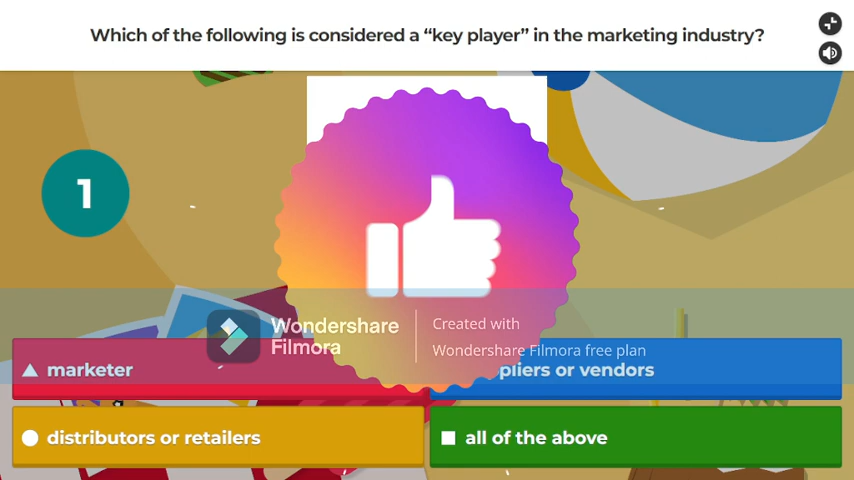 Which of the following is considered a “key player” in the marketing industry?
1
Wondershare
Filmora
Created with
Wondershare Filmora free plan
marketer
pliers or vendors
distributors or retailers
all of the above